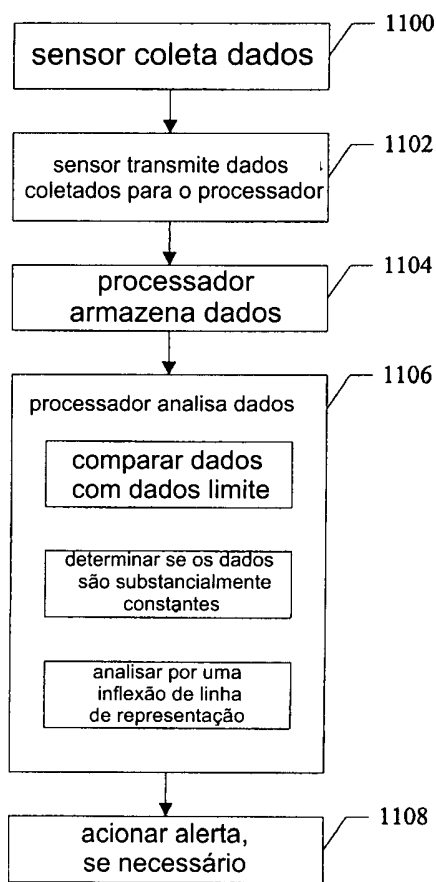 1100
sensor coleta dados
1102
sensor transmite dados
coletados para o processador
1104
processador
armazena dados
1106
processador analisa dados
comparar dados
com dados limite
determinar se os dados
são substancialmente
constantes
analisar por uma
inflexão de linha
de representação
1108
acionar alerta,
se necessário